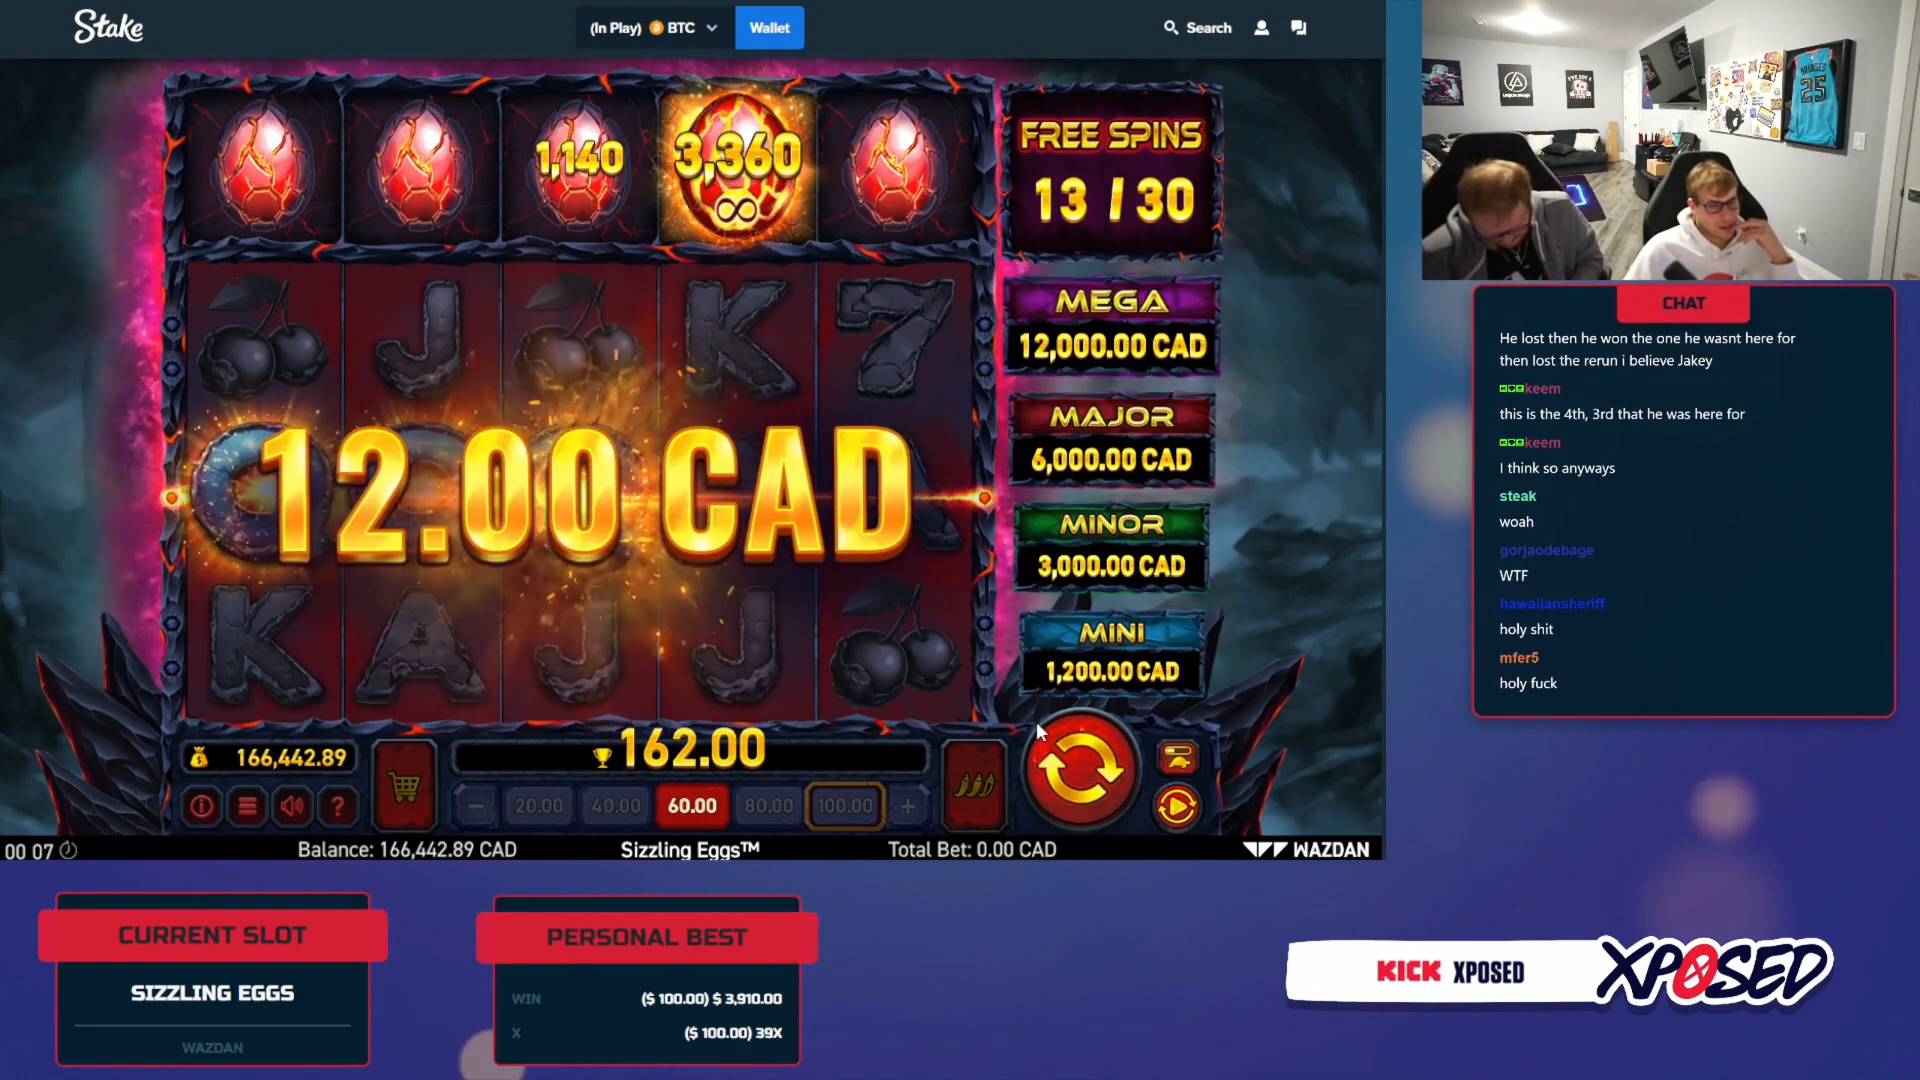 Stake
(In Play) BTC
Wallet
Search
1,140
3,360
FREE SPINS
13 / 30
MEGA
12,000.00 CAD
MAJOR
6,000.00 CAD
MINOR
3,000.00 CAD
MINI
1,200.00 CAD
J
K
7
12.00 CAD
K
A
J
J
166,442.89
162.00
20.00
40.00
60.00
80.00
100.00
00 07
Balance: 166,442.89 CAD
Sizzling Eggs™
Total Bet: 0.00 CAD
WAZDAN
BRIDGES
25
CHAT
He lost then he won the one he wasnt here for
then lost the rerun i believe Jakey
keem
this is the 4th, 3rd that he was here for
keem
I think so anyways
steak
woah
gorjaodebage
WTF
hawaiiansheriff
holy shit
mfer5
holy fuck
CURRENT SLOT
SIZZLING EGGS
WAZDAN
PERSONAL BEST
WIN
($ 100.00) $ 3,910.00
X
($ 100.00) 39X
KICK XPOSED
XPOSED